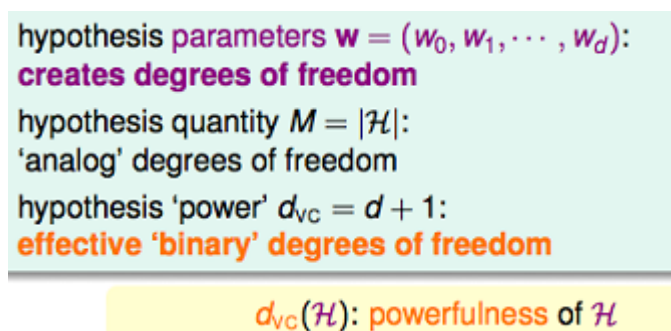 hypothesis parameters w = (w₀, w₁, ⋯ , w_d):
creates degrees of freedom
hypothesis quantity M = |ℋ|:
‘analog’ degrees of freedom
hypothesis ‘power’ d_VC = d + 1:
effective ‘binary’ degrees of freedom
d_VC(ℋ): powerfulness of ℋ